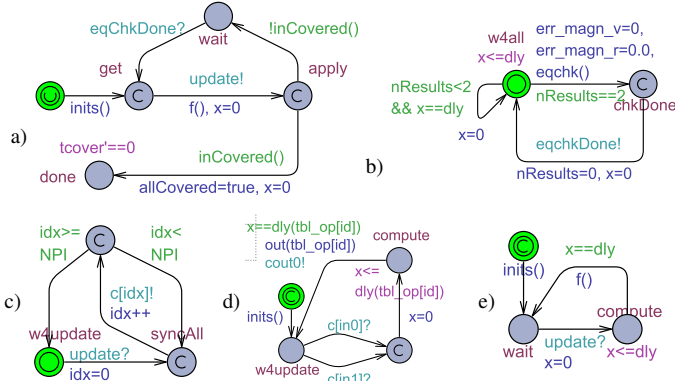 eqChkDone?
wait
!inCovered()
get
update!
apply
inits()
C
f(), x=0
C
a)
tcover'==0
inCovered()
done
allCovered=true, x=0
w4all
x<=dly
err_magn_v=0,
err_magn_r=0.0,
eqchk()
nResults<2
&& x==dly
nResults==2
C
chkDone
x=0
eqchkDone!
b)
nResults=0, x=0
idx>=
NPI
C
idx<
NPI
c)
c[idx]!
idx++
w4update
syncAll
update?
C
idx=0
x==dly(tbl_op[id])
out(tbl_op[id])
cout0!
compute
x<=
dly(tbl_op[id])
d)
C
inits()
x=0
c[in0]?
C
w4update
c[in1]?
C
inits()
x==dly
f()
e)
compute
wait
update?
x=0
x<=dly